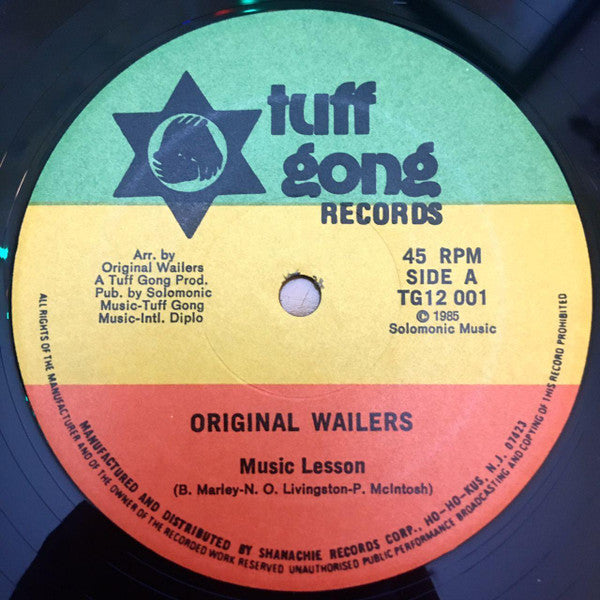 tuff
gong
RECORDS
Arr. by
Original Wailers
A Tuff Gong Prod.
Pub. by Solomonic
Music-Tuff Gong
Music-Intl. Diplo
45 RPM
SIDE A
TG12 001
© 1985
Solomonic Music
ORIGINAL WAILERS
Music Lesson
(B. Marley-N. O. Livingston-P. McIntosh)
MANUFACTURED AND DISTRIBUTED BY SHANACHIE RECORDS CORP., HO-HO-KUS, N.J. 07423
ALL RIGHTS OF THE MANUFACTURER AND OF THE OWNER OF THE RECORDED WORK RESERVED UNAUTHORISED PUBLIC PERFORMANCE BROADCASTING AND COPYING OF THIS RECORD PROHIBITED